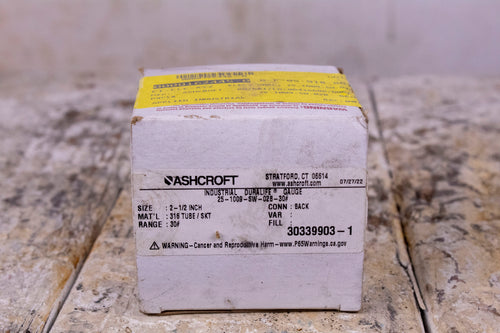 ASHCROFT
STRATFORD, CT 06614
www.ashcroft.com
07/27/22
INDUSTRIAL DURALIFE® GAUGE
25-1009-SW-02B-30#
SIZE : 2-1/2 INCH
CONN : BACK
MAT'L : 316 TUBE / SKT
VAR :
RANGE : 30#
FILL :
30339903-1
⚠ WARNING-Cancer and Reproductive Harm-www.P65Warnings.ca.gov